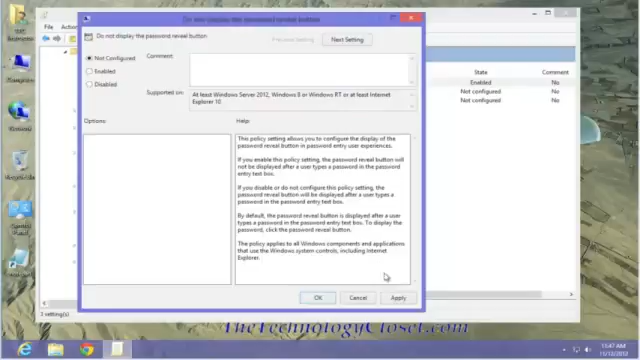 Do not display the password reveal button
File
Do not display the password reveal button
Previous Setting
Next Setting
Not Configured
Comment:
Enabled
Disabled
Supported on:
At least Windows Server 2012, Windows 8 or Windows RT or at least Internet
Explorer 10
Options:
Help:
This policy setting allows you to configure the display of the
password reveal button in password entry user experiences.
If you enable this policy setting, the password reveal button will
not be displayed after a user types a password in the password
entry text box.
If you disable or do not configure this policy setting, the
password reveal button will be displayed after a user types a
password in the password entry text box.
By default, the password reveal button is displayed after a user
types a password in the password entry text box. To display the
password, click the password reveal button.
The policy applies to all Windows components and applications
that use the Windows system controls, including Internet
Explorer.
OK
Cancel
Apply
State
Comment
Enabled
No
Not configured
No
Not configured
No
3 setting(s)
TheTechnologyCloset.com
11:47 AM
11/13/2012